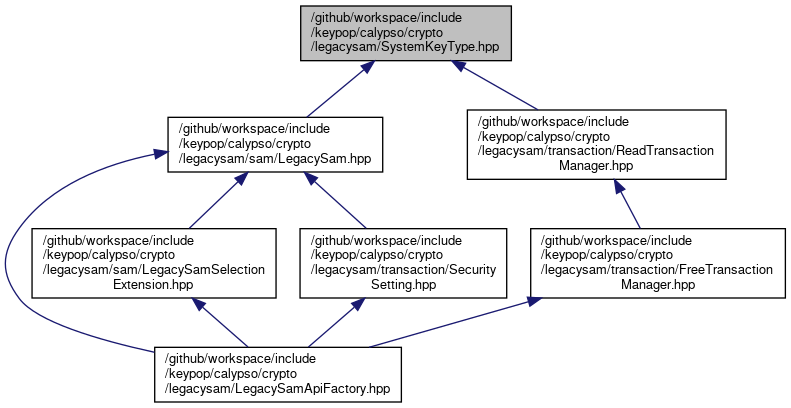 /github/workspace/include
/keypop/calypso/crypto
/legacysam/SystemKeyType.hpp
/github/workspace/include
/keypop/calypso/crypto
/legacysam/sam/LegacySam.hpp
/github/workspace/include
/keypop/calypso/crypto
/legacysam/transaction/ReadTransaction
Manager.hpp
/github/workspace/include
/keypop/calypso/crypto
/legacysam/sam/LegacySamSelection
Extension.hpp
/github/workspace/include
/keypop/calypso/crypto
/legacysam/transaction/Security
Setting.hpp
/github/workspace/include
/keypop/calypso/crypto
/legacysam/transaction/FreeTransaction
Manager.hpp
/github/workspace/include
/keypop/calypso/crypto
/legacysam/LegacySamApiFactory.hpp